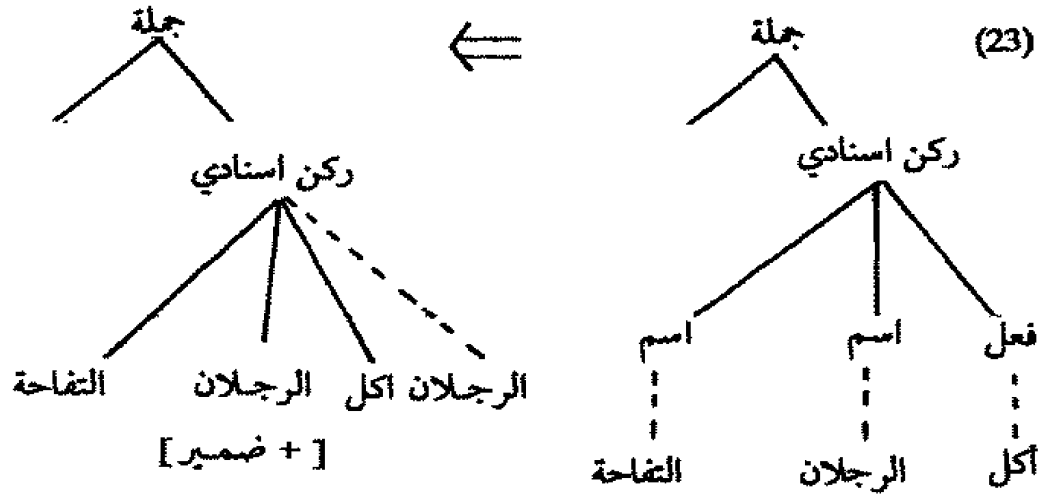 (23) جملة ⇐ جملة
ركن اسنادي ركن اسنادي
فعل اسم اسم
الرجلان اكل الرجلان التفاحة
[ + ضمير ]
أكل الرجلان التفاحة